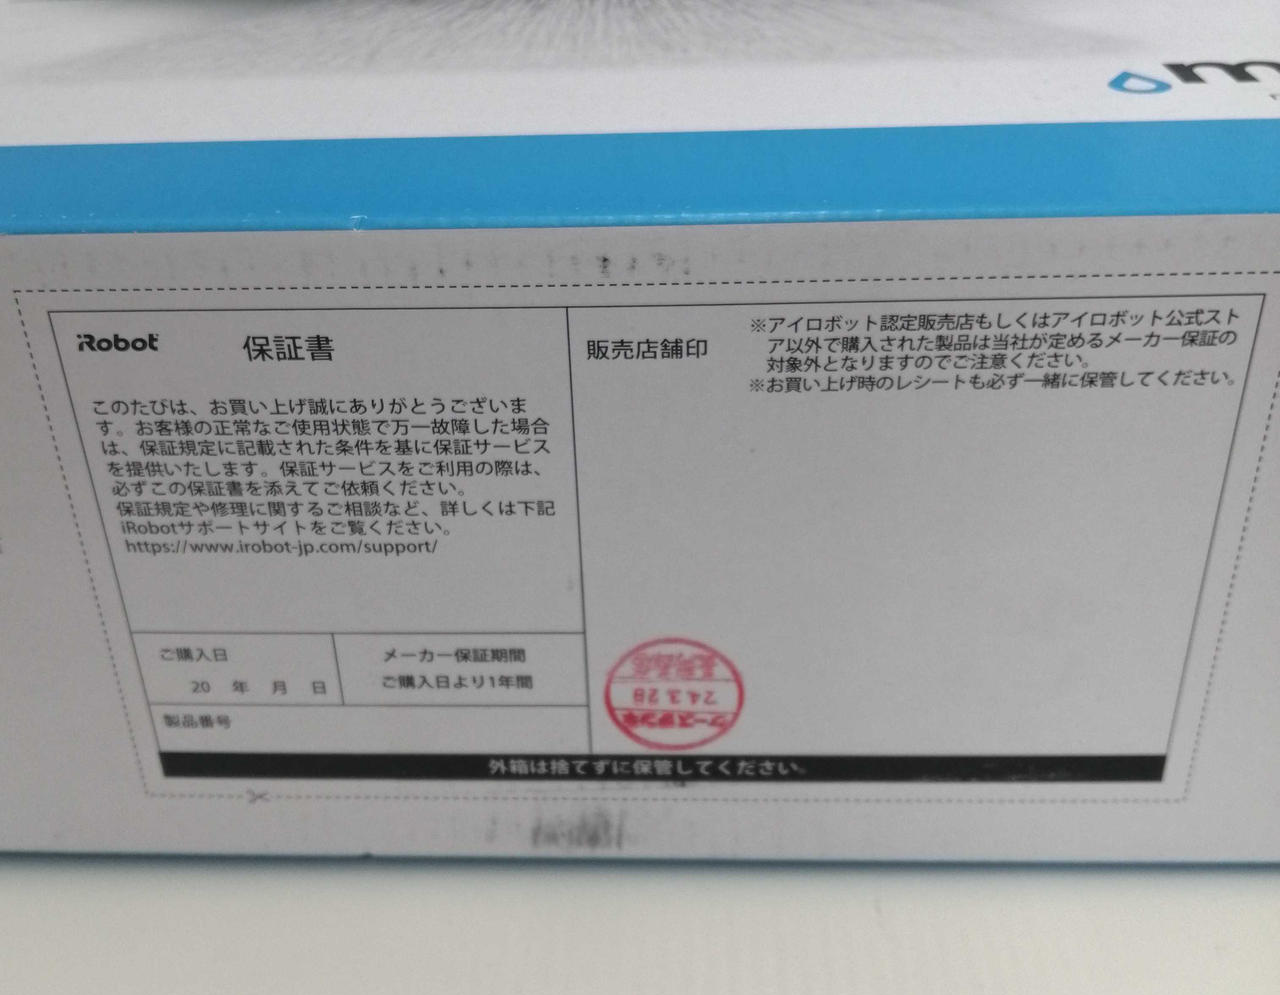 iRobot 保証書
このたびは、お買い上げ誠にありがとうございま
す。お客様の正常なご使用状態で万一故障した場合
は、保証規定に記載された条件を基に保証サービス
を提供いたします。保証サービスをご利用の際は、
必ずこの保証書を添えてご依頼ください。
保証規定や修理に関するご相談など、詳しくは下記
iRobotサポートサイトをご覧ください。
https://www.irobot-jp.com/support/
ご購入日
20 年 月 日
メーカー保証期間
ご購入日より1年間
製品番号
販売店舗印
※アイロボット認定販売店もしくはアイロボット公式スト
ア以外で購入された製品は当社が定めるメーカー保証の
対象外となりますのでご注意ください。
※お買い上げ時のレシートも必ず一緒に保管してください。
ケーズデンキ
24.3.28
外箱は捨てずに保管してください。